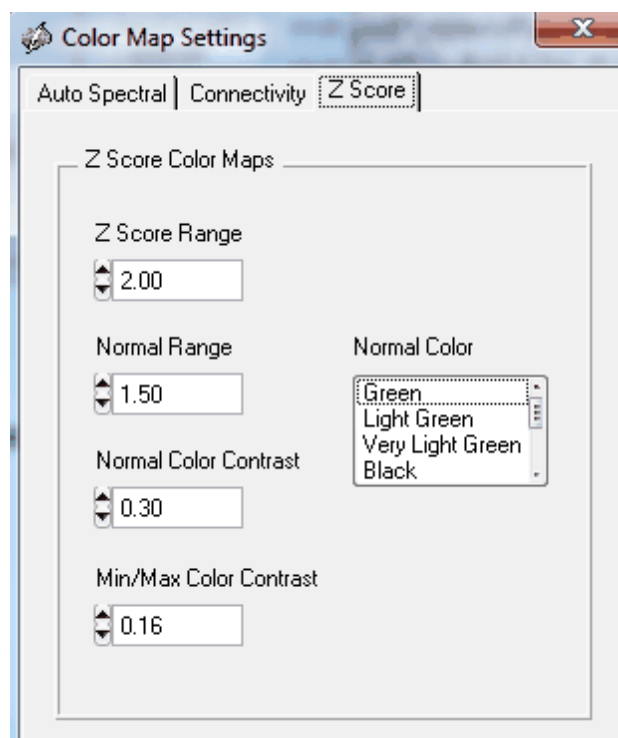 Color Map Settings
Auto Spectral
Connectivity
Z Score
Z Score Color Maps
Z Score Range
2.00
Normal Range
1.50
Normal Color
Green
Light Green
Very Light Green
Black
Normal Color Contrast
0.30
Min/Max Color Contrast
0.16